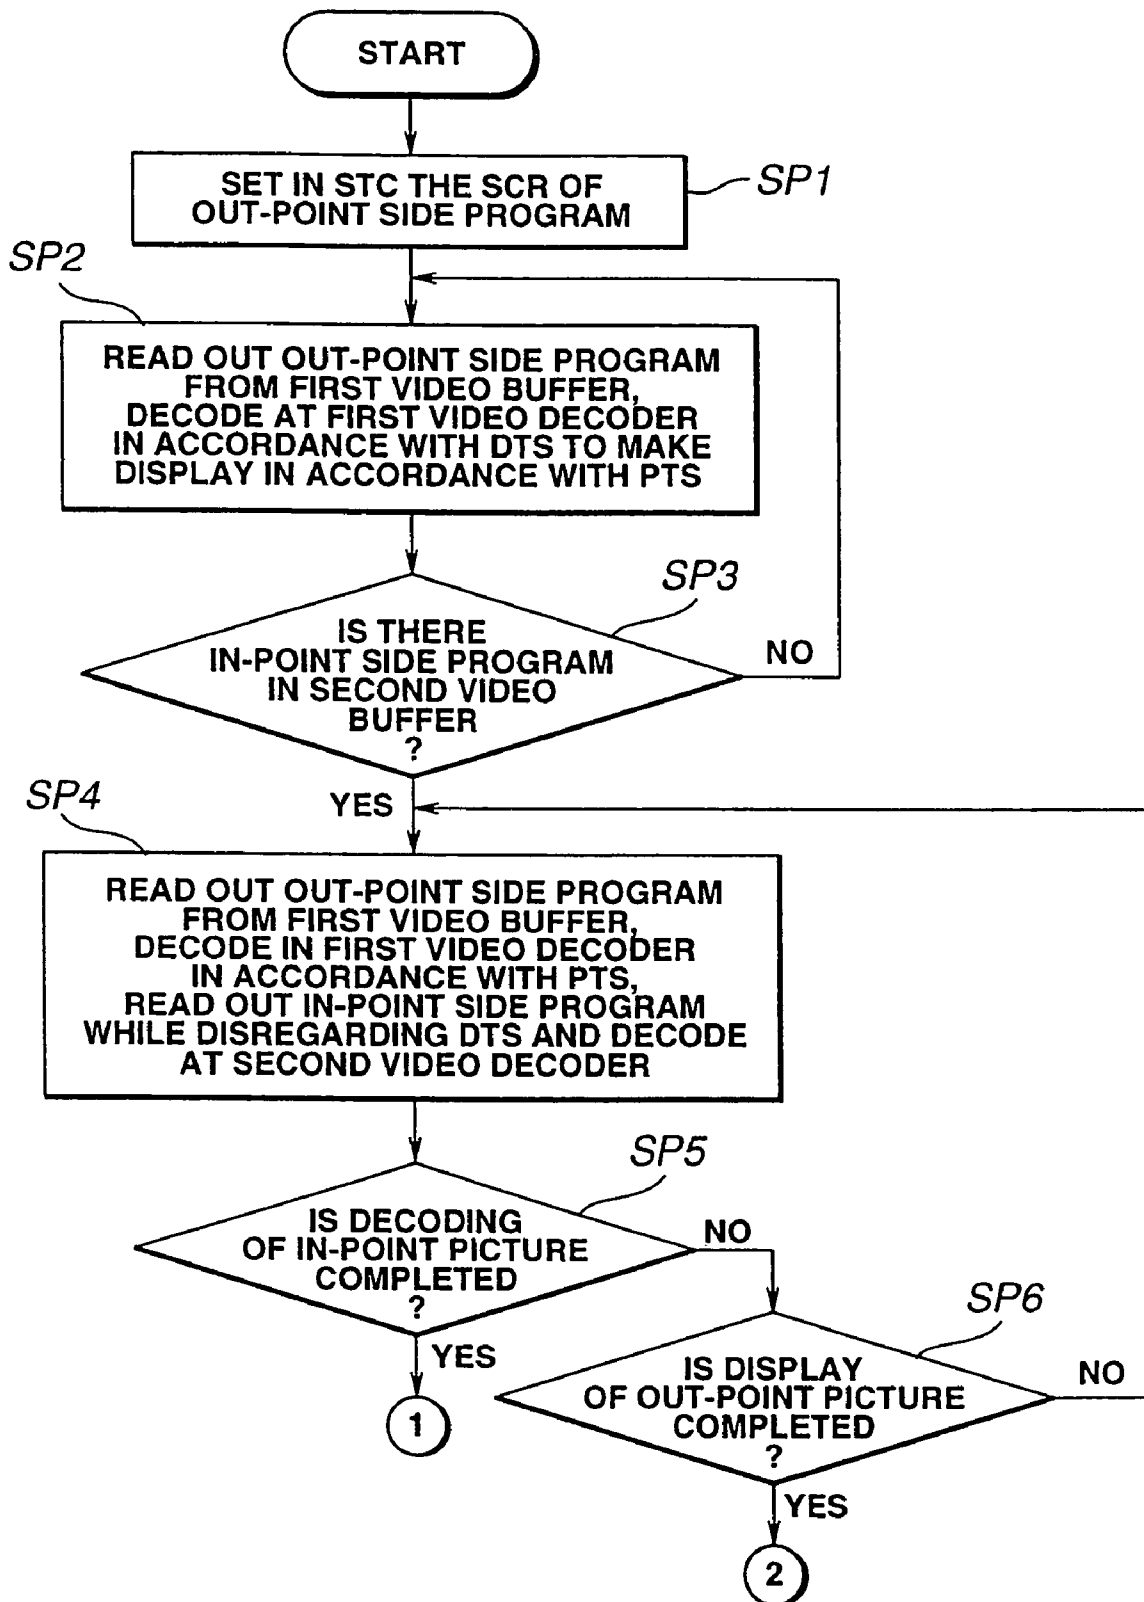 START
SET IN STC THE SCR OF
OUT-POINT SIDE PROGRAM
SP1
SP2
READ OUT OUT-POINT SIDE PROGRAM
FROM FIRST VIDEO BUFFER,
DECODE AT FIRST VIDEO DECODER
IN ACCORDANCE WITH DTS TO MAKE
DISPLAY IN ACCORDANCE WITH PTS
SP3
IS THERE
IN-POINT SIDE PROGRAM
IN SECOND VIDEO
BUFFER
?
NO
YES
SP4
READ OUT OUT-POINT SIDE PROGRAM
FROM FIRST VIDEO BUFFER,
DECODE IN FIRST VIDEO DECODER
IN ACCORDANCE WITH PTS,
READ OUT IN-POINT SIDE PROGRAM
WHILE DISREGARDING DTS AND DECODE
AT SECOND VIDEO DECODER
SP5
IS DECODING
OF IN-POINT PICTURE
COMPLETED
?
NO
YES
1
SP6
IS DISPLAY
OF OUT-POINT PICTURE
COMPLETED
?
NO
YES
2